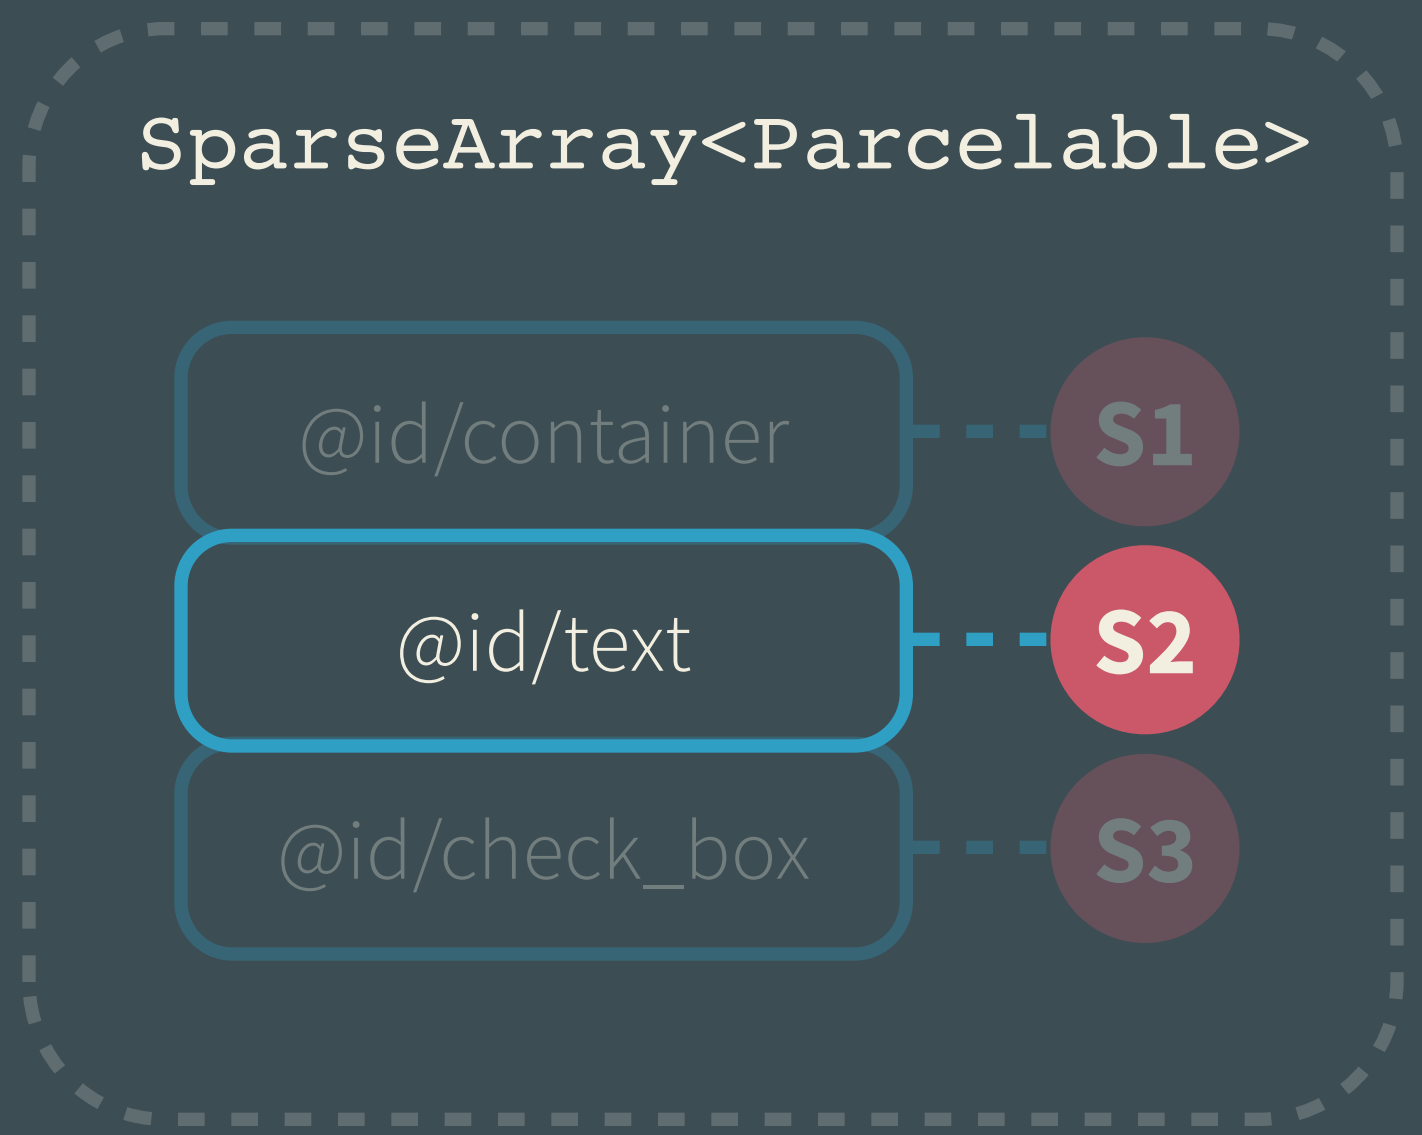 SparseArray<Parcelable>
@id/container S1
@id/text S2
@id/check_box S3